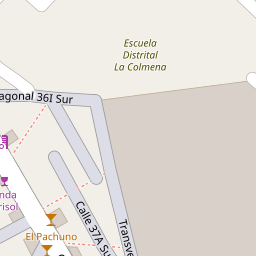 Escuela
Distrital
La Colmena
agonal 36I Sur
nda
risol
El Pachuno
Calle 37A Su
Transve